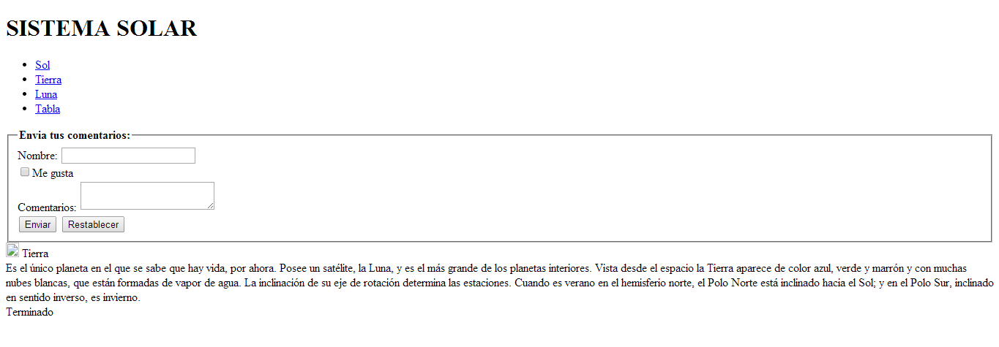 SISTEMA SOLAR
Sol
Tierra
Luna
Tabla
Envia tus comentarios:
Nombre:
Me gusta
Comentarios:
Enviar Restablecer
Tierra
Es el único planeta en el que se sabe que hay vida, por ahora. Posee un satélite, la Luna, y es el más grande de los planetas interiores. Vista desde el espacio la Tierra aparece de color azul, verde y marrón y con muchas
nubes blancas, que están formadas de vapor de agua. La inclinación de su eje de rotación determina las estaciones. Cuando es verano en el hemisferio norte, el Polo Norte está inclinado hacia el Sol; y en el Polo Sur, inclinado
en sentido inverso, es invierno.
Terminado